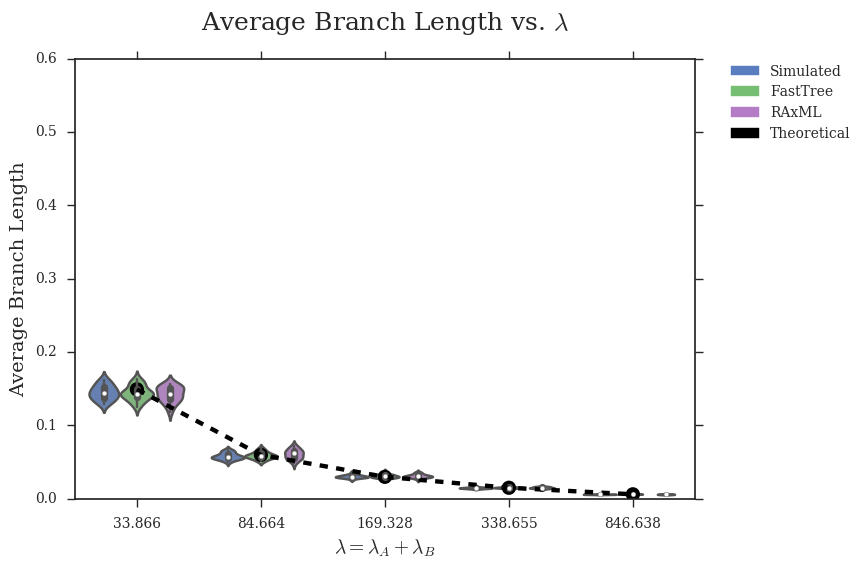 Average Branch Length vs. λ
Simulated
FastTree
RAxML
Theoretical
Average Branch Length
0.6
0.5
0.4
0.3
0.2
0.1
0.0
33.866 84.664 169.328 338.655 846.638
λ = λ_A + λ_B